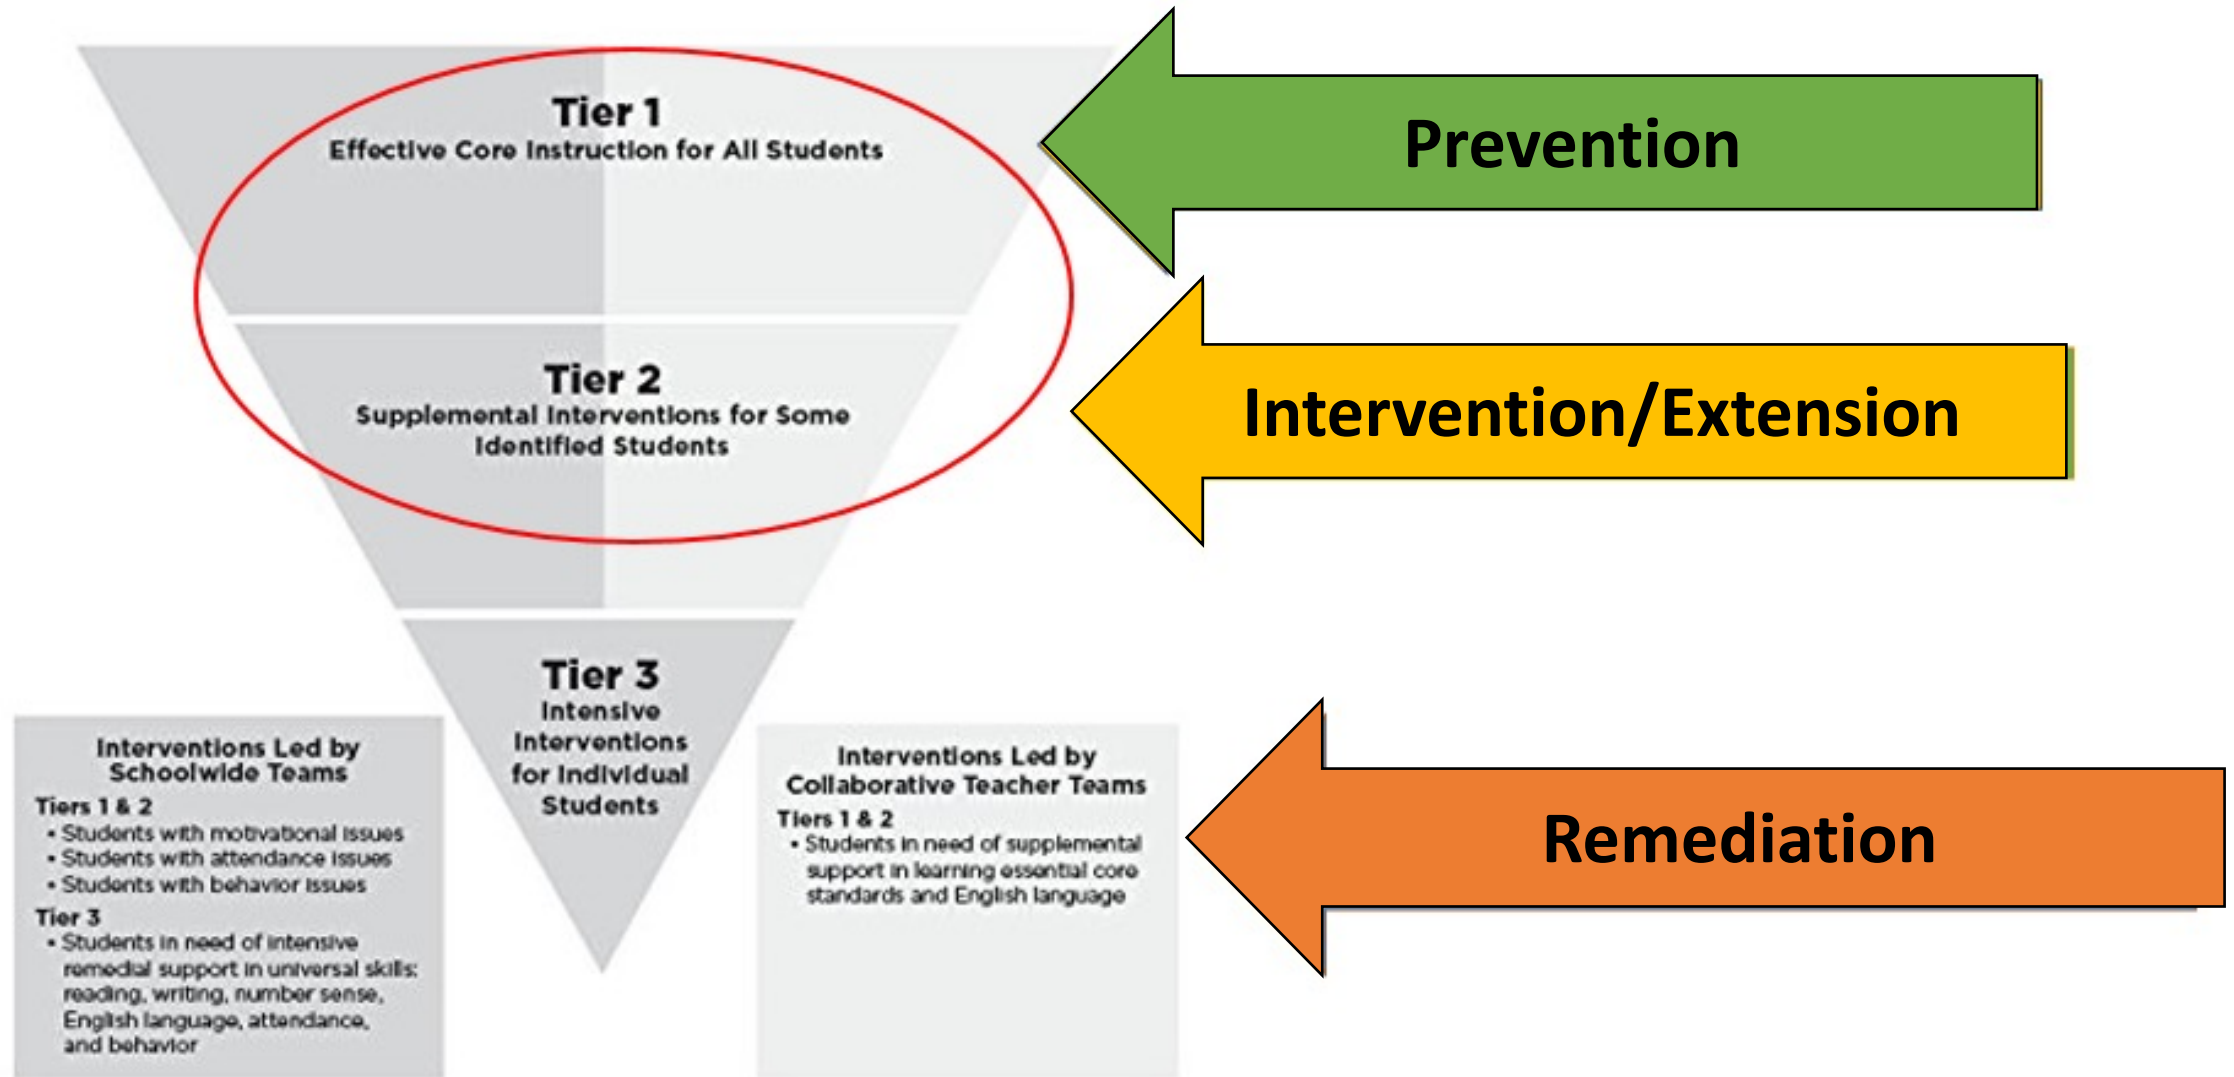 Tier 1
Effective Core Instruction for All Students
Prevention
Tier 2
Supplemental Interventions for Some
Identified Students
Intervention/Extension
Tier 3
Intensive
Interventions
for Individual
Students
Interventions Led by
Schoolwide Teams
Tiers 1 & 2
• Students with motivational issues
• Students with attendance issues
• Students with behavior issues
Tier 3
• Students in need of intensive
remedial support in universal skills:
reading, writing, number sense,
English language, attendance,
and behavior
Interventions Led by
Collaborative Teacher Teams
Tiers 1 & 2
• Students in need of supplemental
support in learning essential core
standards and English language
Remediation